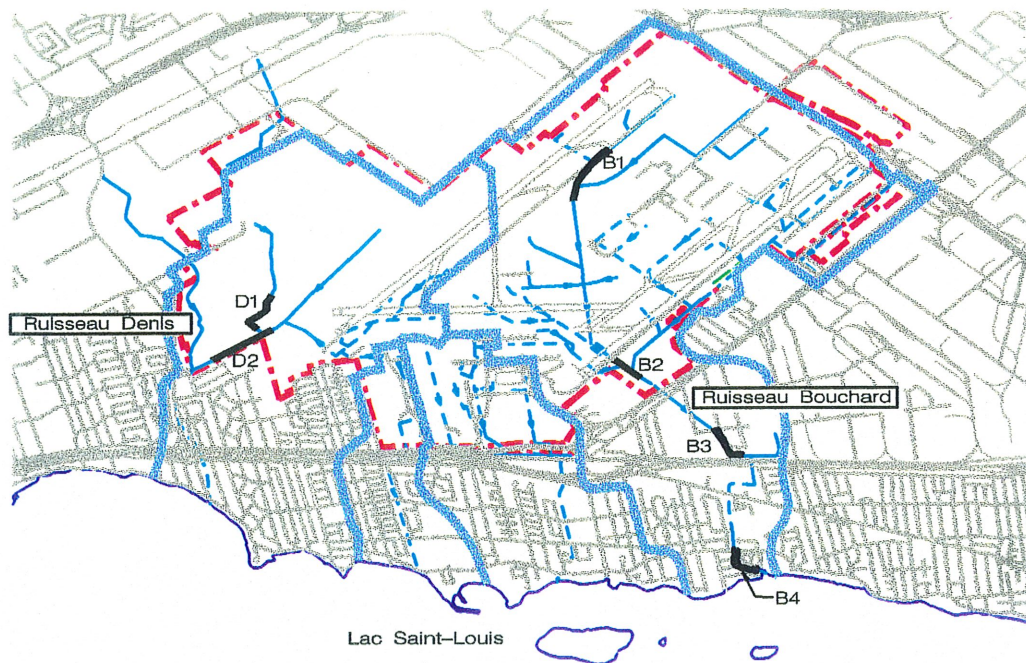 B1
D1
Ruisseau Denis
D2
B2
Ruisseau Bouchard
B3
B4
Lac Saint-Louis